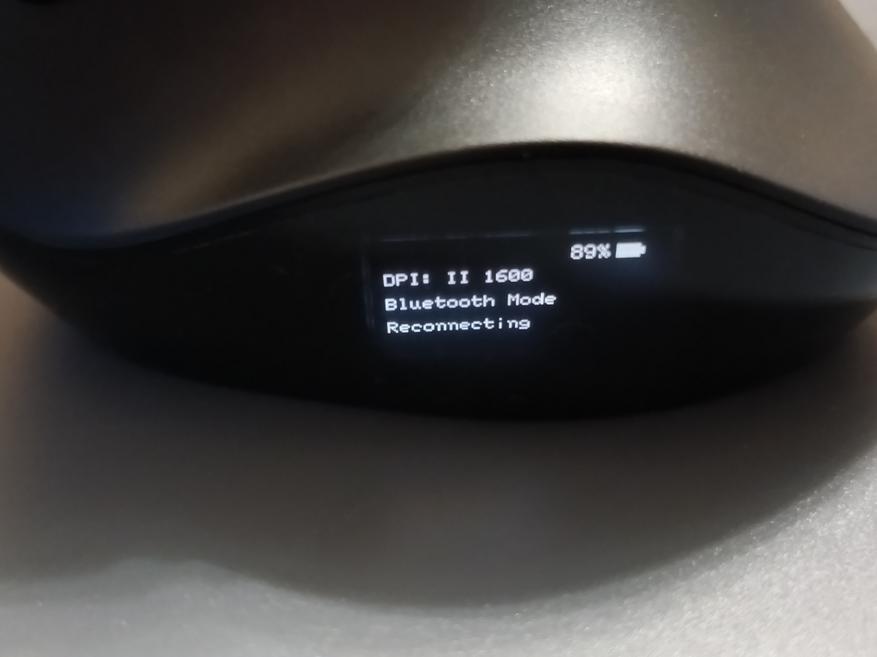 89%
DPI: II 1600
Bluetooth Mode
Reconnecting